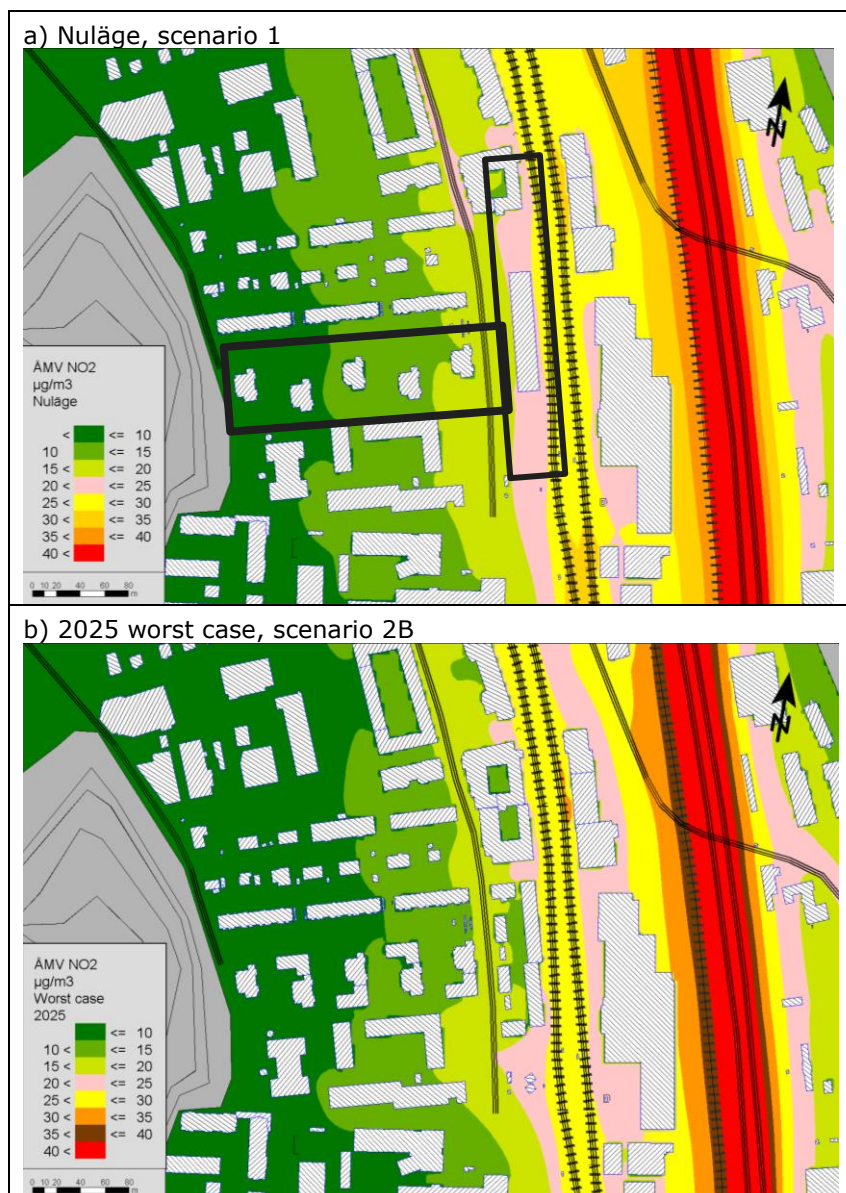 a) Nuläge, scenario 1
N
ÅMV NO2
µg/m3
Nuläge
< <= 10
10 < <= 15
15 < <= 20
20 < <= 25
25 < <= 30
30 < <= 35
35 < <= 40
40 <
0 10 20 40 60 80
m
b) 2025 worst case, scenario 2B
N
ÅMV NO2
µg/m3
Worst case
2025
<= 10
10 < <= 15
15 < <= 20
20 < <= 25
25 < <= 30
30 < <= 35
35 < <= 40
40 <
0 10 20 40 60 80
m